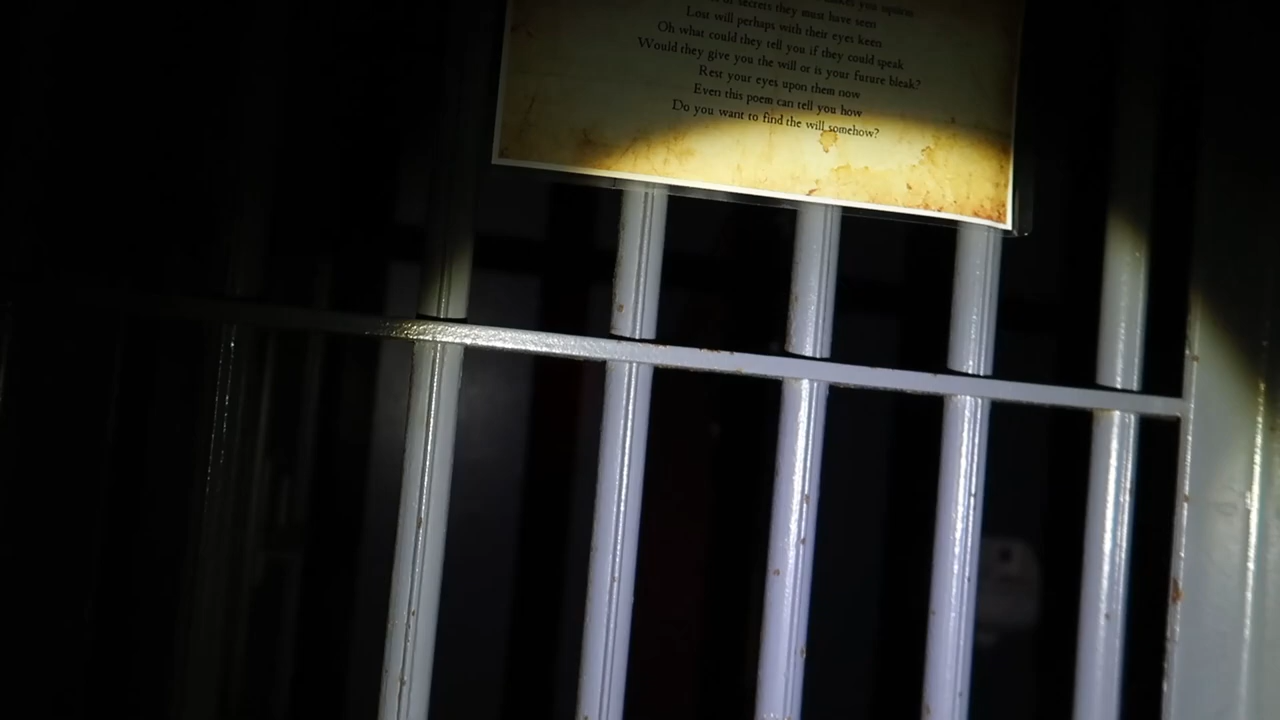 secrets they must have seen
Lost will perhaps with their eyes keen
Oh what could they tell you if they could speak
Would they give you the will or is your future bleak?
Rest your eyes upon them now
Even this poem can tell you how
Do you want to find the will somehow?